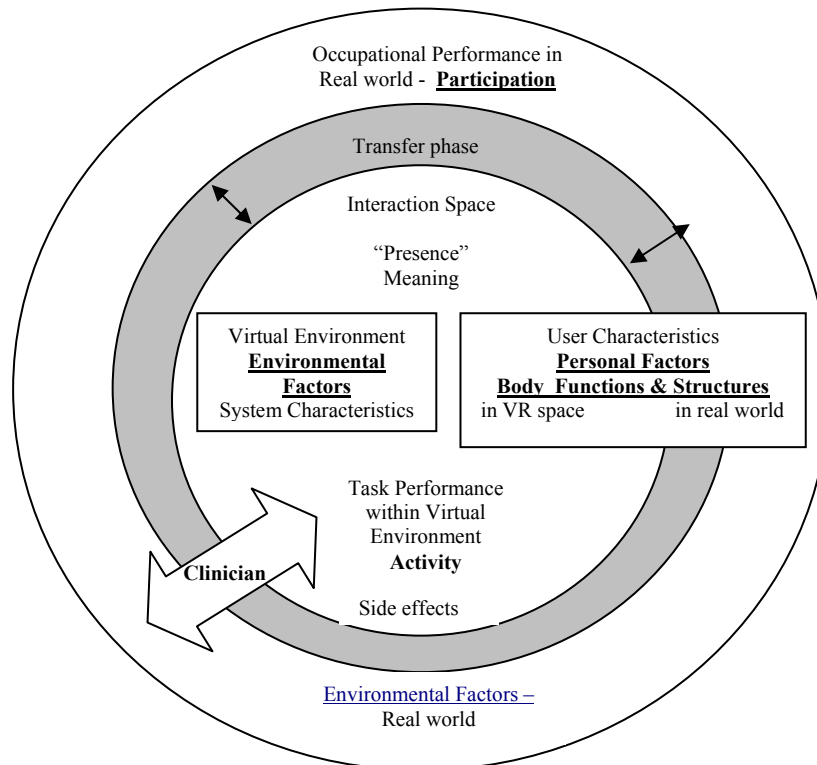 Occupational Performance in
Real world - Participation
Transfer phase
Interaction Space
“Presence”
Meaning
Virtual Environment
Environmental
Factors
System Characteristics
User Characteristics
Personal Factors
Body Functions & Structures
in VR space in real world
Task Performance
within Virtual
Environment
Activity
Clinician
Side effects
Environmental Factors –
Real world